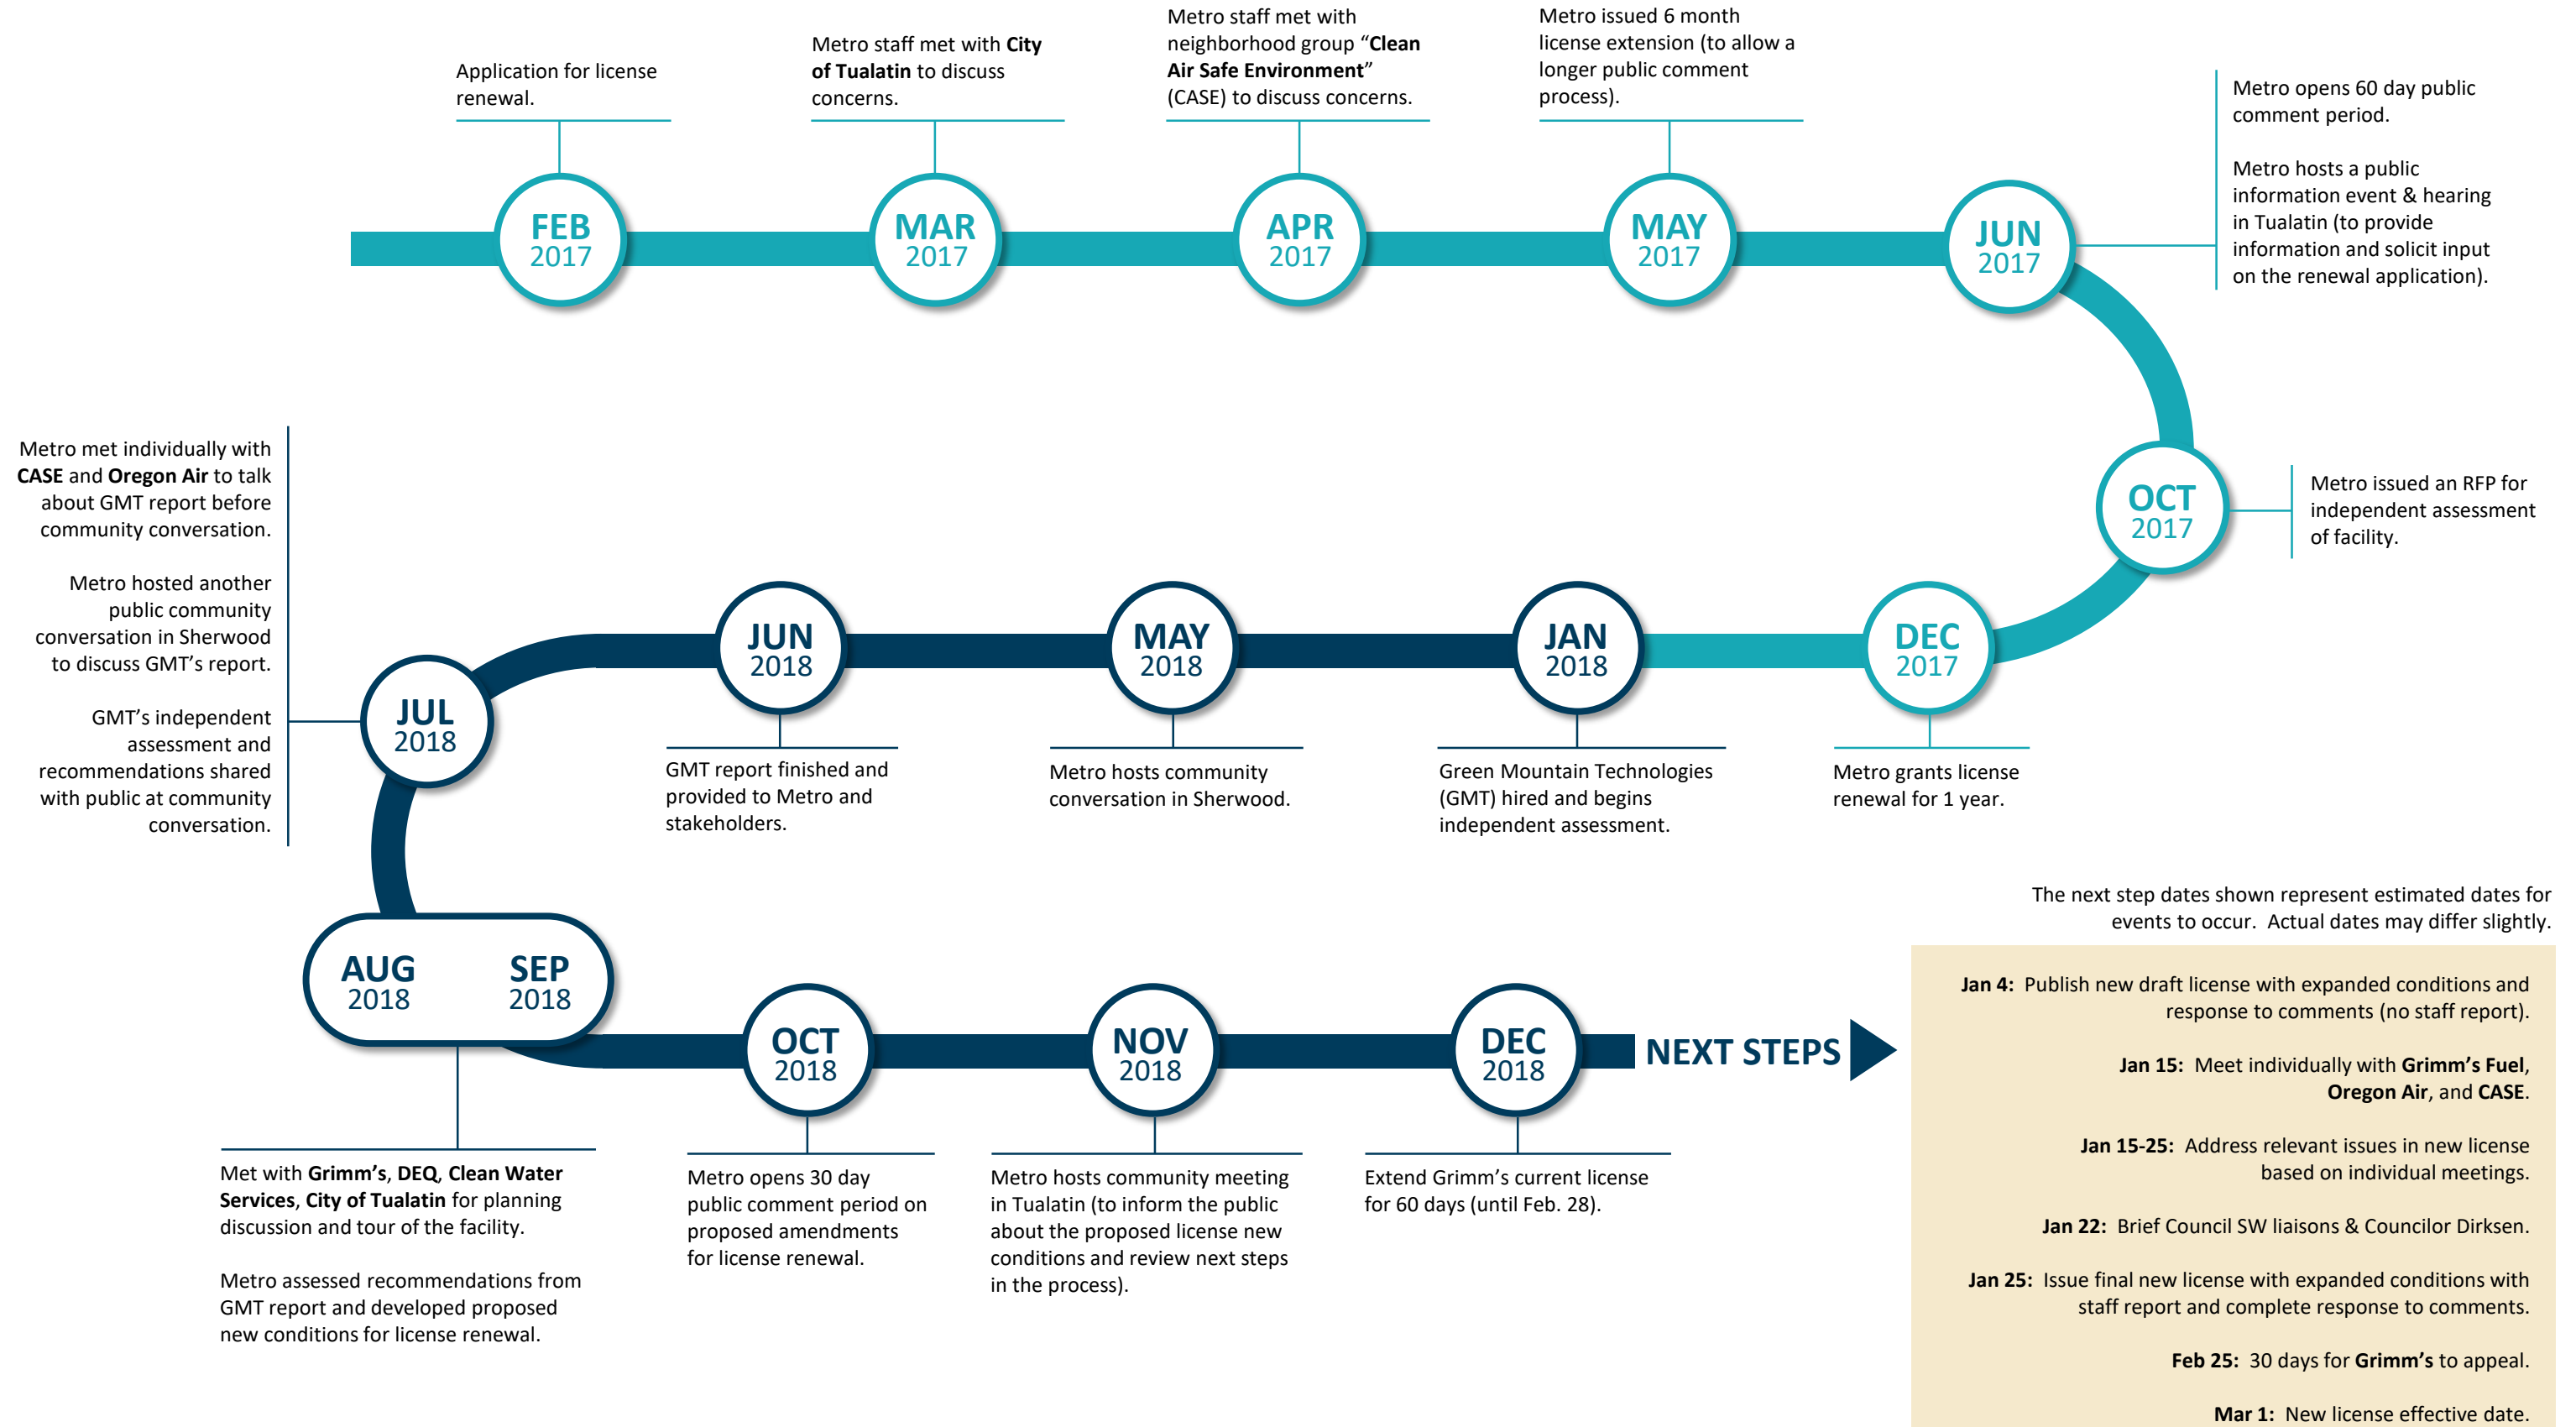 Application for license
renewal.
FEB
2017
Metro staff met with City
of Tualatin to discuss
concerns.
MAR
2017
Metro staff met with
neighborhood group “Clean
Air Safe Environment”
(CASE) to discuss concerns.
APR
2017
Metro issued 6 month
license extension (to allow a
longer public comment
process).
MAY
2017
Metro opens 60 day public
comment period.
Metro hosts a public
information event & hearing
in Tualatin (to provide
information and solicit input
on the renewal application).
JUN
2017
OCT
2017
Metro issued an RFP for
independent assessment
of facility.
DEC
2017
Metro grants license
renewal for 1 year.
JAN
2018
Green Mountain Technologies
(GMT) hired and begins
independent assessment.
MAY
2018
Metro hosts community
conversation in Sherwood.
JUN
2018
GMT report finished and
provided to Metro and
stakeholders.
JUL
2018
Metro met individually with
CASE and Oregon Air to talk
about GMT report before
community conversation.
Metro hosted another
public community
conversation in Sherwood
to discuss GMT’s report.
GMT’s independent
assessment and
recommendations shared
with public at community
conversation.
AUG
2018
SEP
2018
Met with Grimm’s, DEQ, Clean Water
Services, City of Tualatin for planning
discussion and tour of the facility.
Metro assessed recommendations from
GMT report and developed proposed
new conditions for license renewal.
OCT
2018
Metro opens 30 day
public comment period on
proposed amendments
for license renewal.
NOV
2018
Metro hosts community meeting
in Tualatin (to inform the public
about the proposed license new
conditions and review next steps
in the process).
DEC
2018
Extend Grimm’s current license
for 60 days (until Feb. 28).
NEXT STEPS
The next step dates shown represent estimated dates for
events to occur. Actual dates may differ slightly.
Jan 4: Publish new draft license with expanded conditions and
response to comments (no staff report).
Jan 15: Meet individually with Grimm’s Fuel,
Oregon Air, and CASE.
Jan 15-25: Address relevant issues in new license
based on individual meetings.
Jan 22: Brief Council SW liaisons & Councilor Dirksen.
Jan 25: Issue final new license with expanded conditions with
staff report and complete response to comments.
Feb 25: 30 days for Grimm’s to appeal.
Mar 1: New license effective date.